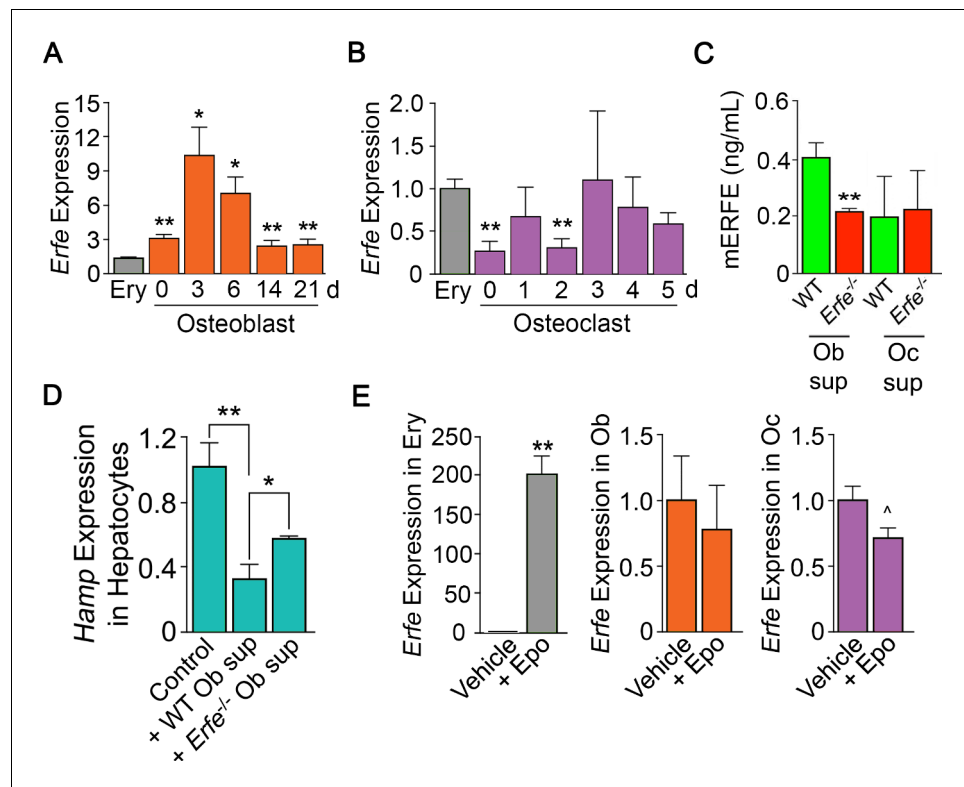 A
Erfe Expression
15
12
9
6
3
0
**
*
*
**
**
Ery 0 3 6 14 21 d
Osteoblast
B
Erfe Expression
2.0
1.5
1.0
0.5
0
**
**
Ery 0 1 2 3 4 5 d
Osteoclast
C
mERFE (ng/mL)
0.6
0.4
0.2
0
**
WT
Erfe-/-
WT
Erfe-/-
Ob
sup
Oc
sup
D
Hamp Expression
in Hepatocytes
1.2
0.8
0.4
0
**
*
Control
+ WT Ob sup
+ Erfe-/- Ob sup
E
Erfe Expression in Ery
250
200
150
100
50
0
**
Vehicle
+ Epo
Erfe Expression in Ob
1.5
1.0
0.5
0
Vehicle
+ Epo
Erfe Expression in Oc
1.5
1.0
0.5
0
^
Vehicle
+ Epo